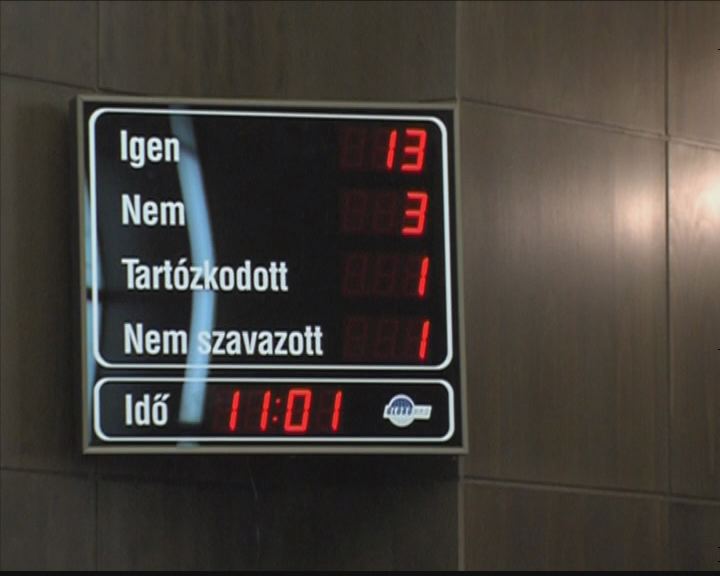 Igen 13
Nem 3
Tartózkodott 1
Nem szavazott 1
Idő 11:01